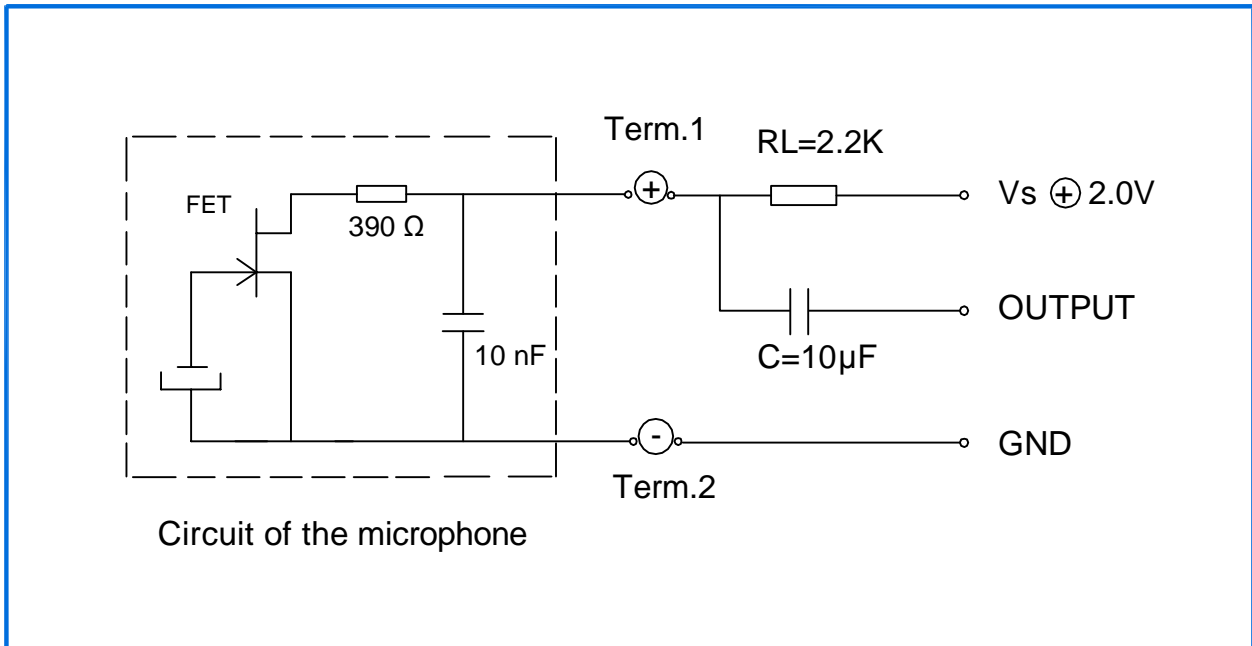 Term.1
RL=2.2K
FET
390 Ω
+
Vs + 2.0V
OUTPUT
10 nF
C=10µF
-
GND
Term.2
Circuit of the microphone